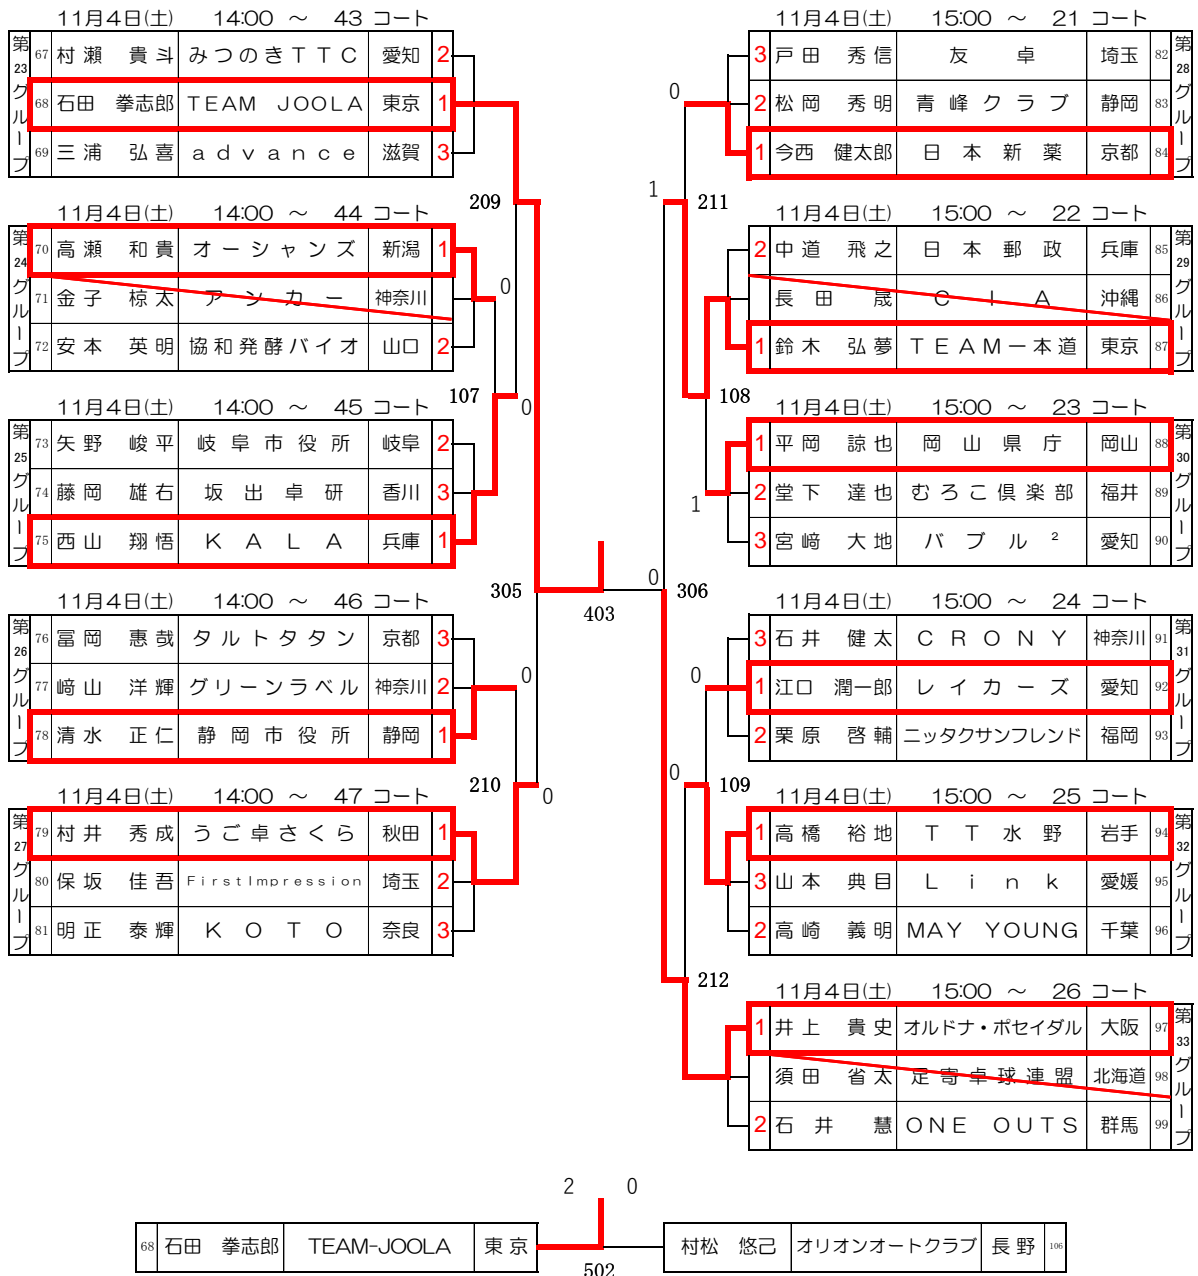 11月4日(土) 14:00 ～ 43 コート
第23グループ
67 村瀬 貴斗 みつのきTTC 愛知 2
68 石田 拳志郎 TEAM JOOLA 東京 1
69 三浦 弘喜 advance 滋賀 3
209
11月4日(土) 14:00 ～ 44 コート
第24グループ
70 高瀬 和貴 オーシャンズ 新潟 1
71 金子 椋太 アンカー 神奈川
72 安本 英明 協和発酵バイオ 山口 2
0
107
0
11月4日(土) 14:00 ～ 45 コート
第25グループ
73 矢野 峻平 岐阜市役所 岐阜 2
74 藤岡 雄右 坂出卓研 香川 3
75 西山 翔悟 KALA 兵庫 1
305
11月4日(土) 14:00 ～ 46 コート
第26グループ
76 冨岡 惠哉 タルトタタン 京都 3
77 﨑山 洋輝 グリーンラベル 神奈川 2
78 清水 正仁 静岡市役所 静岡 1
0
210
0
11月4日(土) 14:00 ～ 47 コート
第27グループ
79 村井 秀成 うご卓さくら 秋田 1
80 保坂 佳吾 FirstImpression 埼玉 2
81 明正 泰輝 KOTO 奈良 3
403
0
11月4日(土) 15:00 ～ 21 コート
第28グループ
3 戸田 秀信 友卓 埼玉 82
2 松岡 秀明 青峰クラブ 静岡 83
1 今西 健太郎 日本新薬 京都 84
0
1
211
11月4日(土) 15:00 ～ 22 コート
第29グループ
2 中道 飛之 日本郵政 兵庫 85
長田 晟 CIA 沖縄 86
1 鈴木 弘夢 TEAM一本道 東京 87
108
11月4日(土) 15:00 ～ 23 コート
第30グループ
1 平岡 諒也 岡山県庁 岡山 88
2 堂下 達也 むろこ倶楽部 福井 89
3 宮﨑 大地 バブル² 愛知 90
1
306
11月4日(土) 15:00 ～ 24 コート
第31グループ
3 石井 健太 CRONY 神奈川 91
1 江口 潤一郎 レイカーズ 愛知 92
2 栗原 啓輔 ニッタクサンフレンド 福岡 93
0
0
109
11月4日(土) 15:00 ～ 25 コート
第32グループ
1 高橋 裕地 TT水野 岩手 94
3 山本 典目 Link 愛媛 95
2 高崎 義明 MAY YOUNG 千葉 96
212
11月4日(土) 15:00 ～ 26 コート
第33グループ
1 井上 貴史 オルドナ・ポセイダル 大阪 97
須田 省太 足寄卓球連盟 北海道 98
2 石井 慧 ONE OUTS 群馬 99
2 0
68 石田 拳志郎 TEAM-JOOLA 東京 村松 悠己 オリオンオートクラブ 長野 106
502